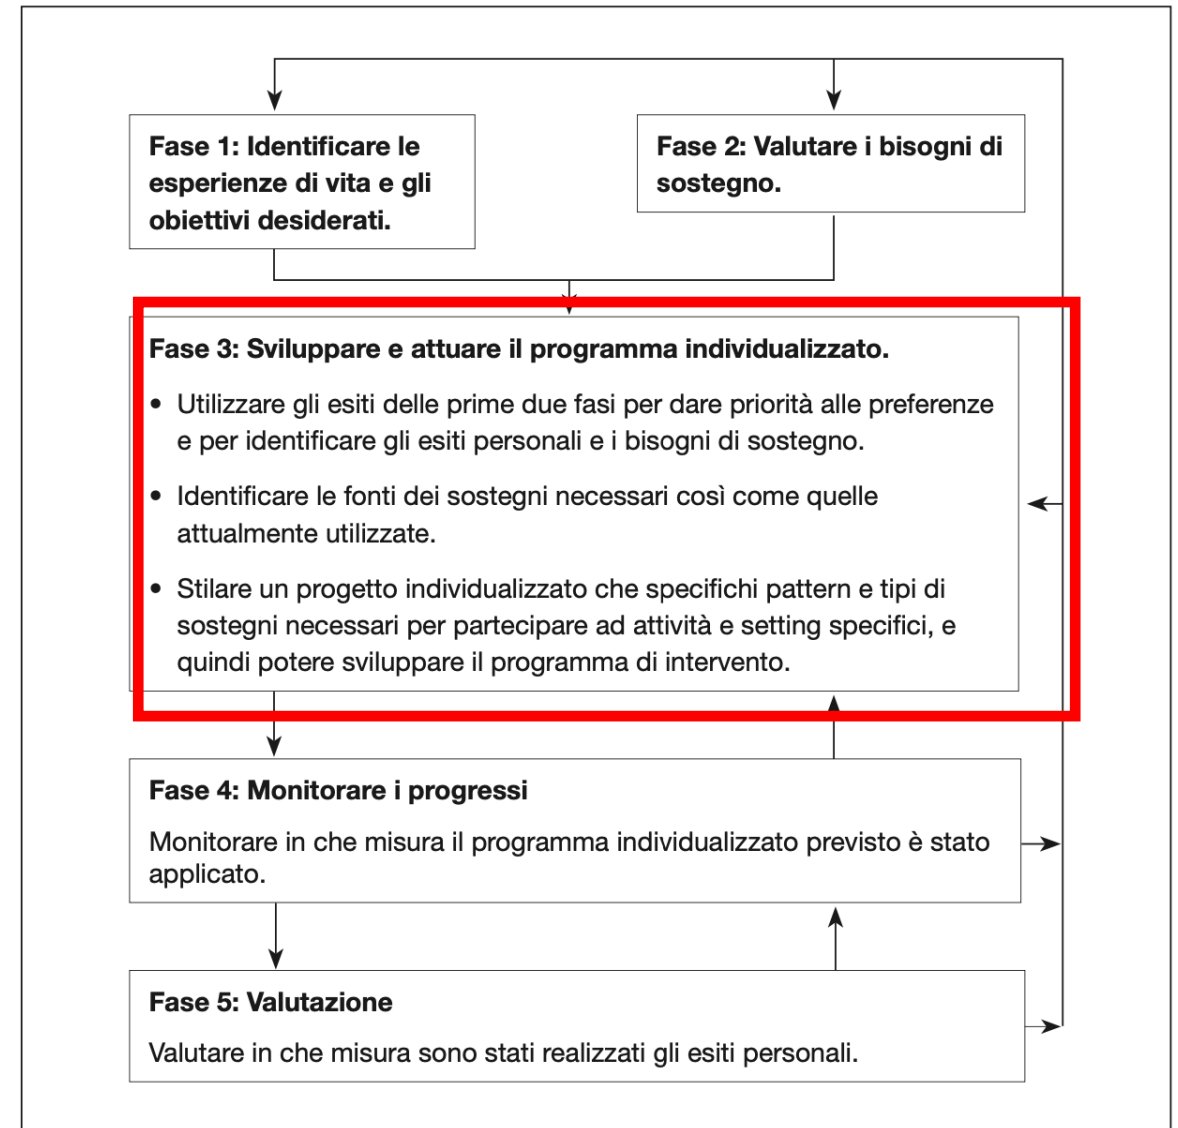 Fase 1: Identificare le
esperienze di vita e gli
obiettivi desiderati.
Fase 2: Valutare i bisogni di
sostegno.
Fase 3: Sviluppare e attuare il programma individualizzato.
• Utilizzare gli esiti delle prime due fasi per dare priorità alle preferenze
e per identificare gli esiti personali e i bisogni di sostegno.
• Identificare le fonti dei sostegni necessari così come quelle
attualmente utilizzate.
• Stilare un progetto individualizzato che specifichi pattern e tipi di
sostegni necessari per partecipare ad attività e setting specifici, e
quindi potere sviluppare il programma di intervento.
Fase 4: Monitorare i progressi
Monitorare in che misura il programma individualizzato previsto è stato
applicato.
Fase 5: Valutazione
Valutare in che misura sono stati realizzati gli esiti personali.